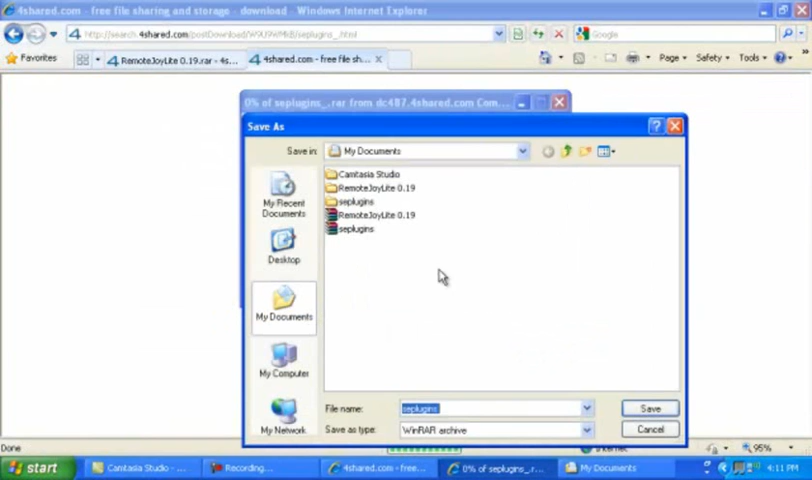 4shared.com - free file sharing and storage - download - Windows Internet Explorer
Google
Favorites
RemoteJoyLite 0.19.rar - 4s...
4shared.com - free file sh...
Page
Safety
Tools
0% of seplugins_.rar from dc487.4shared.com Com...
Save As
Save in:
My Documents
Camtasia Studio
RemoteJoyLite 0.19
seplugins
RemoteJoyLite 0.19
seplugins
My Recent
Documents
Desktop
My Documents
My Computer
My Network
File name:
seplugins
Save
Save as type:
WinRAR archive
Cancel
Done
Internet
95%
start
Camtasia Studio - ...
Recording...
4shared.com - free...
0% of seplugins_.r...
My Documents
4:11 PM